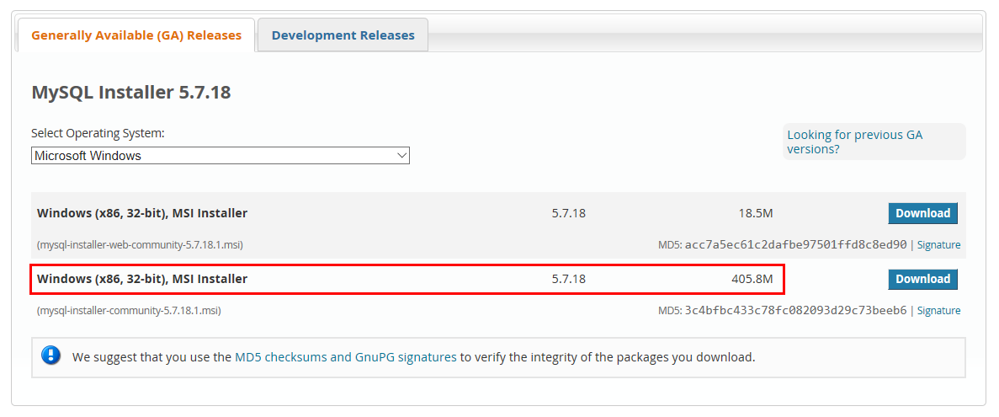 Generally Available (GA) Releases
Development Releases
MySQL Installer 5.7.18
Select Operating System:
Looking for previous GA
versions?
Microsoft Windows
Windows (x86, 32-bit), MSI Installer 5.7.18 18.5M Download
(mysql-installer-web-community-5.7.18.1.msi) MD5: acc7a5ec61c2dafbe97501ffd8c8ed90 | Signature
Windows (x86, 32-bit), MSI Installer 5.7.18 405.8M Download
(mysql-installer-community-5.7.18.1.msi) MD5: 3c4bfbc433c78fc082093d29c73beeb6 | Signature
We suggest that you use the MD5 checksums and GnuPG signatures to verify the integrity of the packages you download.